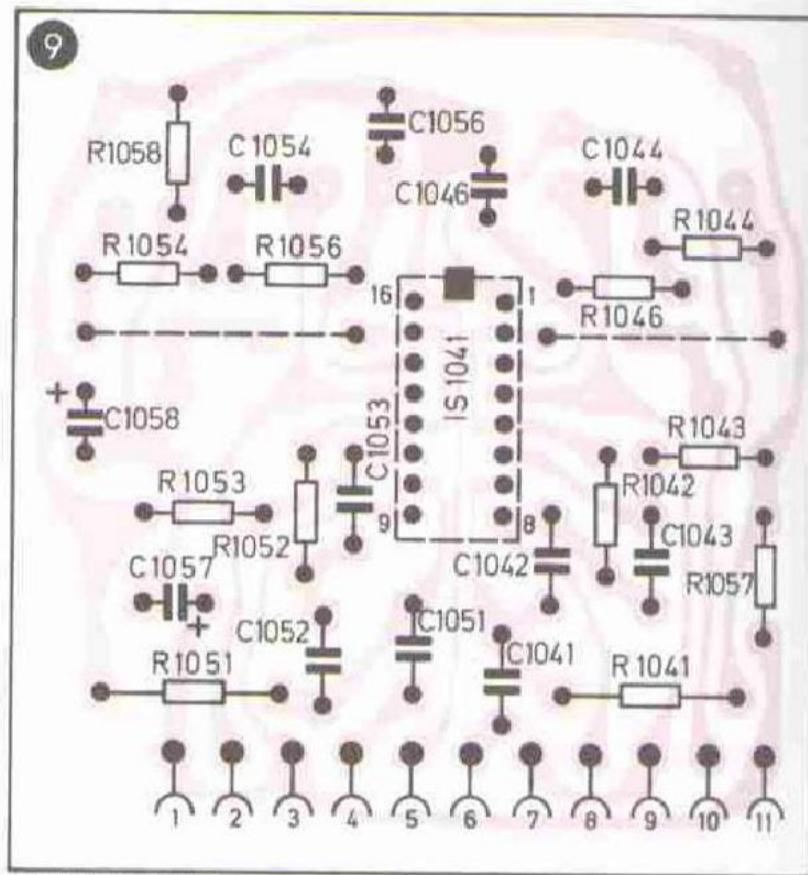 9
R1058
C1054
C1056
C1046
C1044
R1044
R1054
R1056
16
1
R1046
IS1041
C1058
C1053
R1043
R1053
R1042
R1052
9
8
C1042
C1043
C1057
R1057
+
+
C1052
C1051
R1051
C1041
R1041
1 2 3 4 5 6 7 8 9 10 11